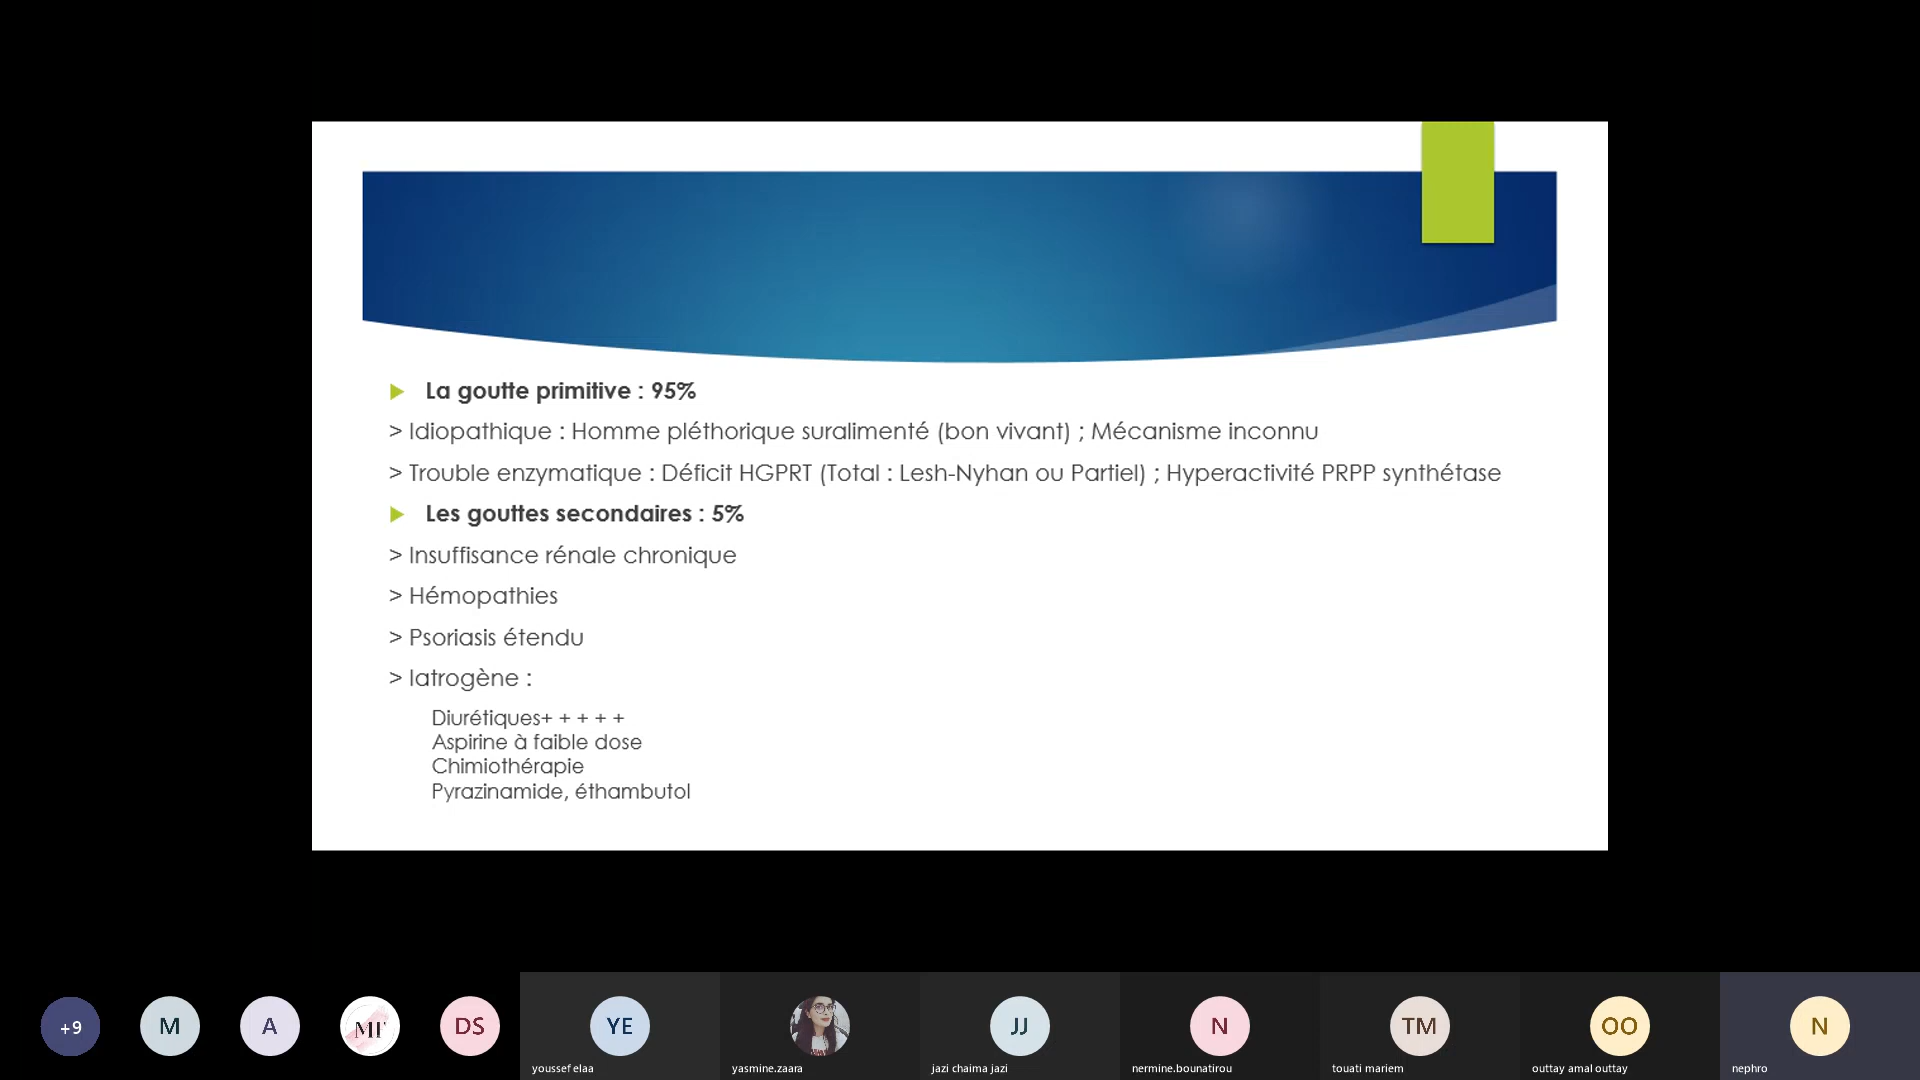 La goutte primitive : 95%
> Idiopathique : Homme pléthorique suralimenté (bon vivant) ; Mécanisme inconnu
> Trouble enzymatique : Déficit HGPRT (Total : Lesh-Nyhan ou Partiel) ; Hyperactivité PRPP synthétase
Les gouttes secondaires : 5%
> Insuffisance rénale chronique
> Hémopathies
> Psoriasis étendu
> Iatrogène :
Diurétiques+ + + + +
Aspirine à faible dose
Chimiothérapie
Pyrazinamide, éthambutol
+9
M
A
DS
YE
JJ
N
TM
OO
N
youssef elaa
yasmine.zaara
jazi chaima jazi
nermine.bounatirou
touati mariem
outtay amal outtay
nephro